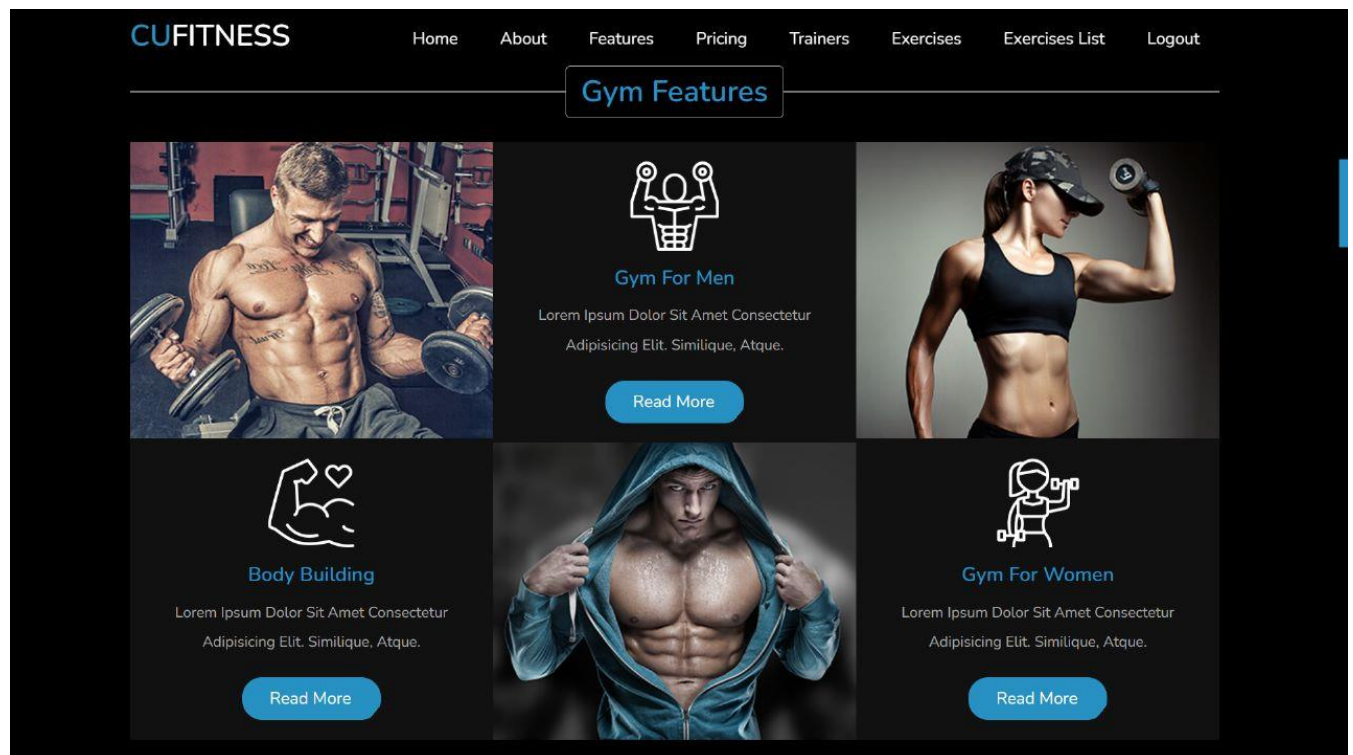 CUFITNESS
Home About Features Pricing Trainers Exercises Exercises List Logout
Gym Features
Gym For Men
Lorem Ipsum Dolor Sit Amet Consectetur
Adipisicing Elit. Similique, Atque.
Read More
Body Building
Lorem Ipsum Dolor Sit Amet Consectetur
Adipisicing Elit. Similique, Atque.
Read More
Gym For Women
Lorem Ipsum Dolor Sit Amet Consectetur
Adipisicing Elit. Similique, Atque.
Read More